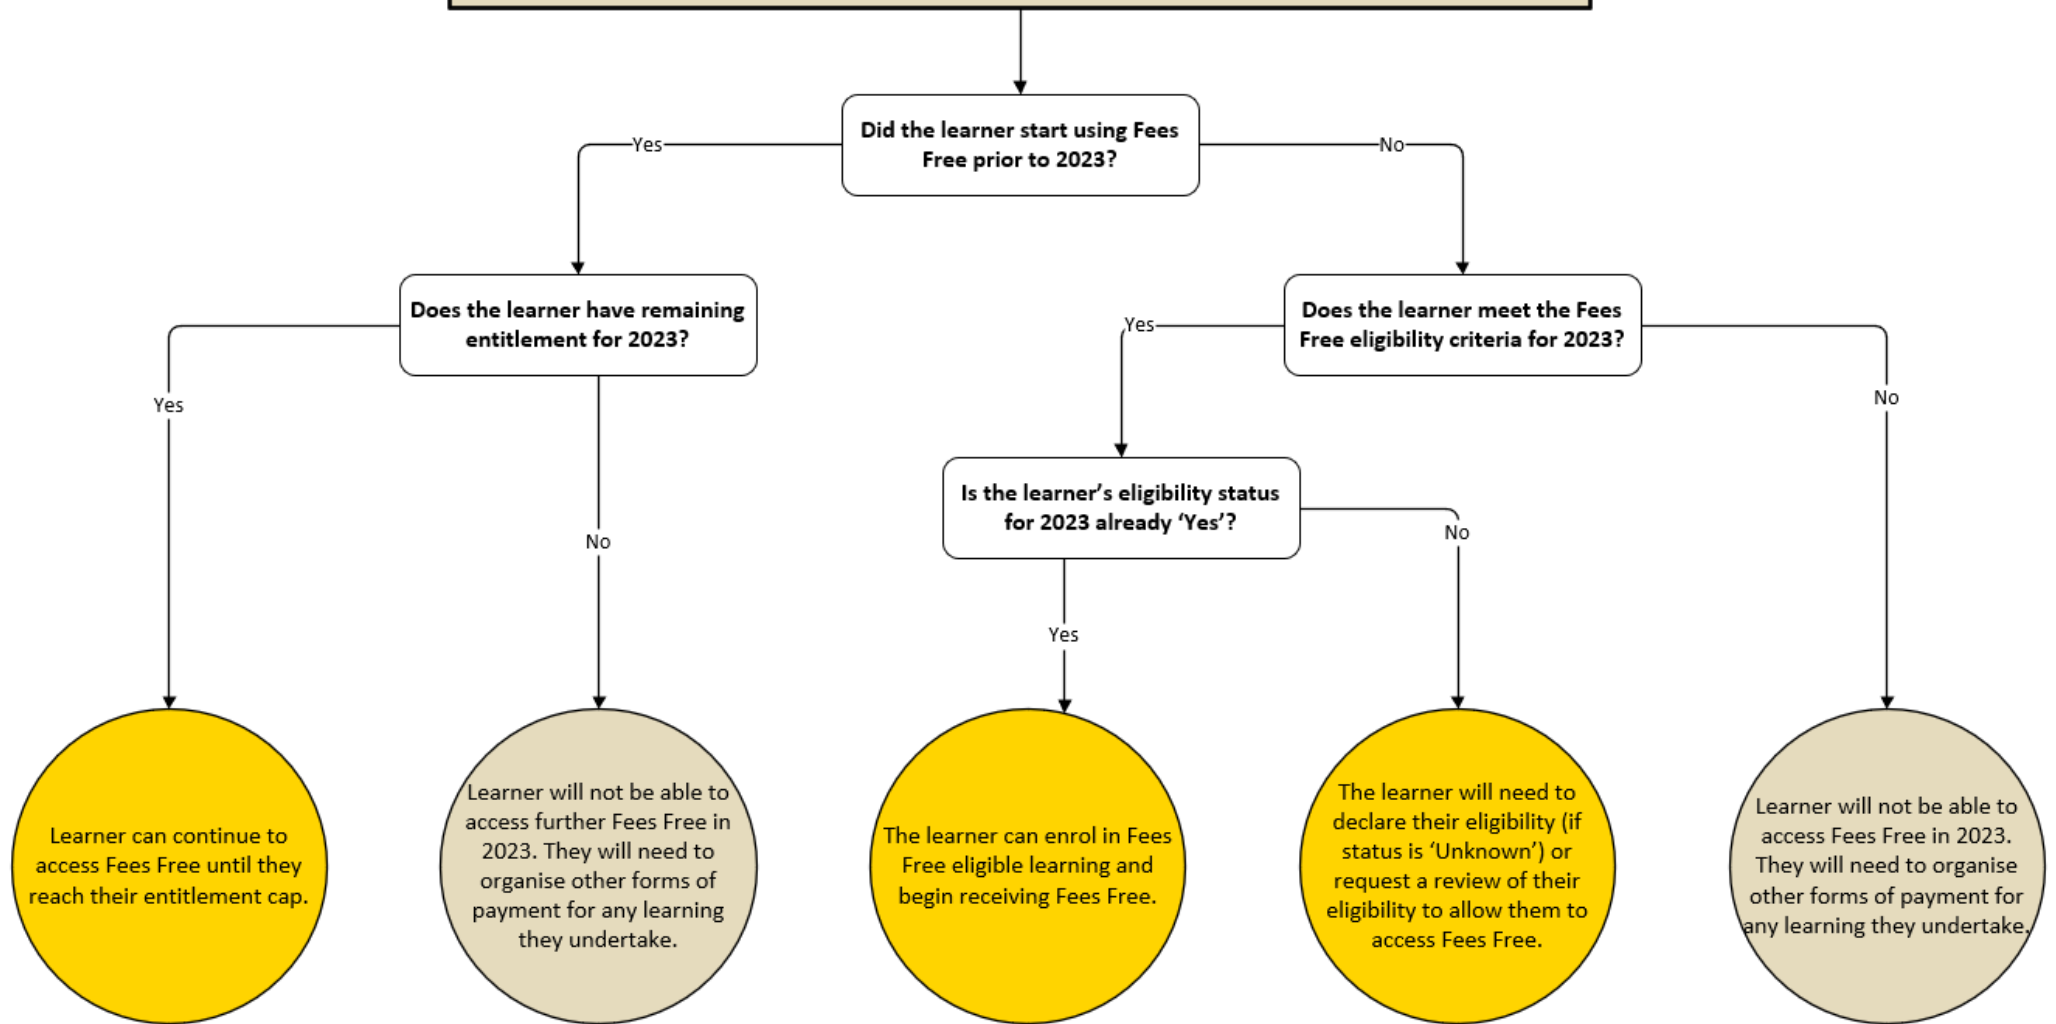 Did the learner start using Fees
Free prior to 2023?
Yes
No
Does the learner have remaining
entitlement for 2023?
Does the learner meet the Fees
Free eligibility criteria for 2023?
Yes
Yes
No
Is the learner’s eligibility status
for 2023 already ‘Yes’?
No
No
Yes
Learner can continue to
access Fees Free until they
reach their entitlement cap.
Learner will not be able to
access further Fees Free in
2023. They will need to
organise other forms of
payment for any learning
they undertake.
The learner can enrol in Fees
Free eligible learning and
begin receiving Fees Free.
The learner will need to
declare their eligibility (if
status is ‘Unknown’) or
request a review of their
eligibility to allow them to
access Fees Free.
Learner will not be able to
access Fees Free in 2023.
They will need to organise
other forms of payment for
any learning they undertake.